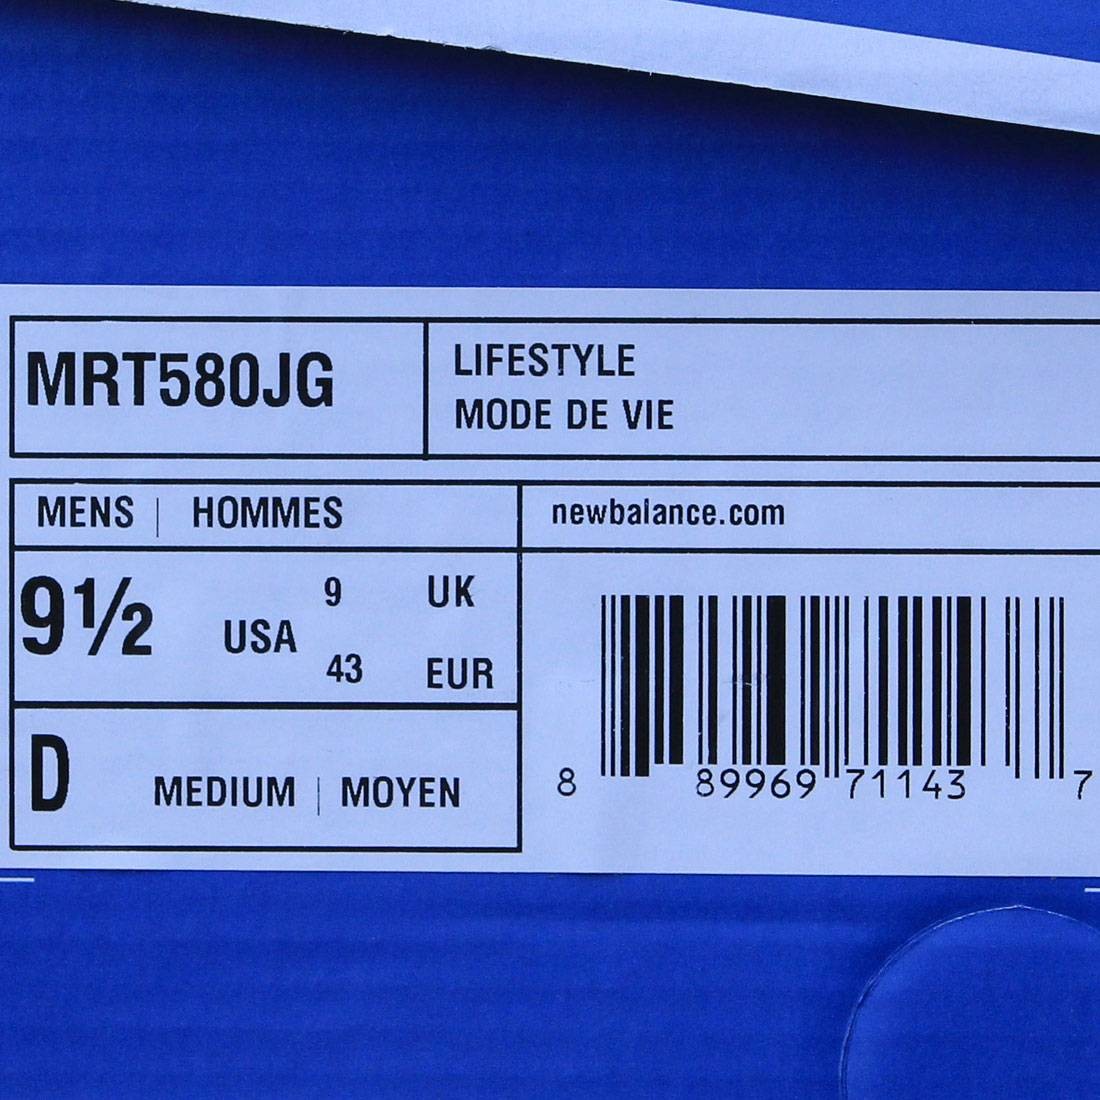 MRT580JG
LIFESTYLE
MODE DE VIE
MENS | HOMMES
newbalance.com
9½ USA
9 UK
43 EUR
D MEDIUM | MOYEN
8 89969 71143 7